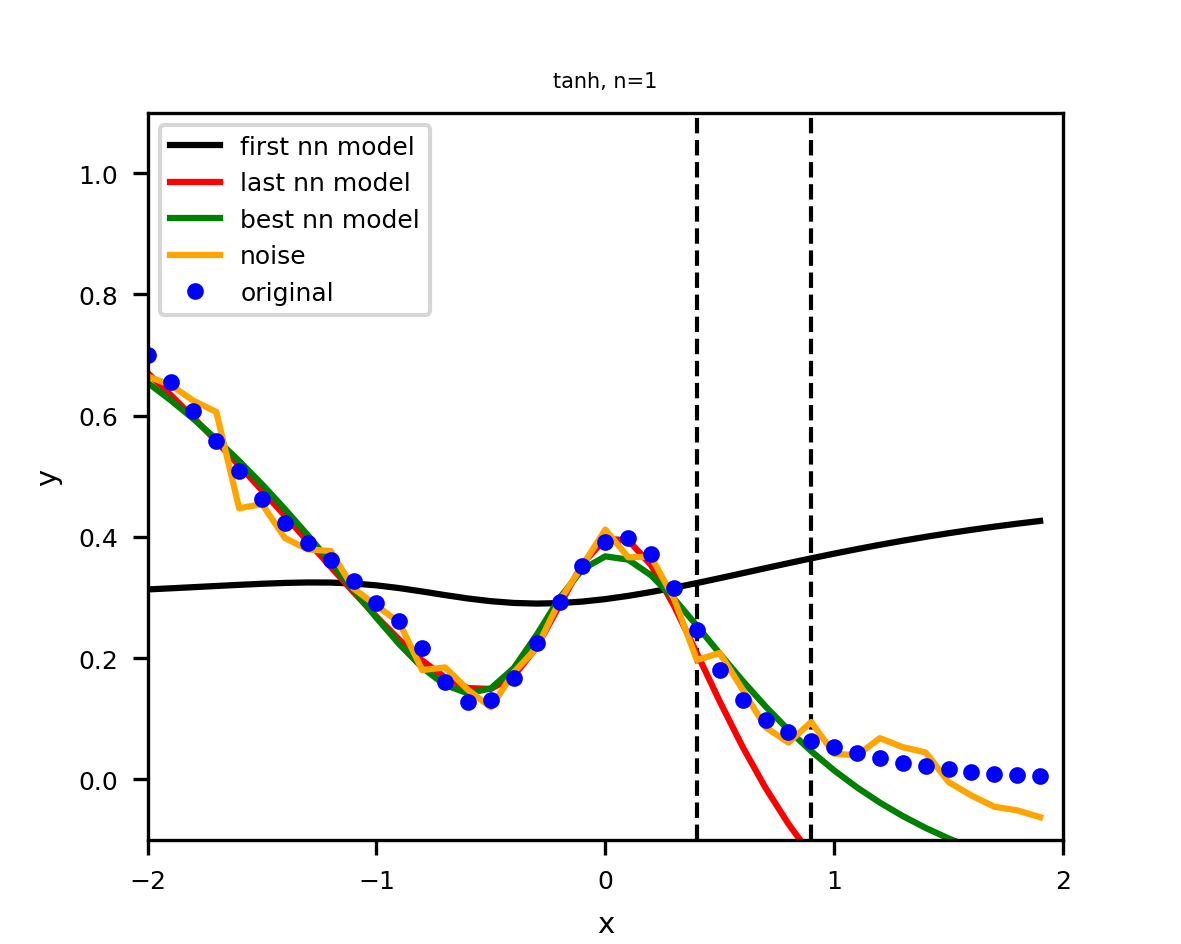 tanh, n=1
first nn model
last nn model
best nn model
noise
original
1.0
0.8
0.6
0.4
0.2
0.0
y
−2
−1
0
1
2
x